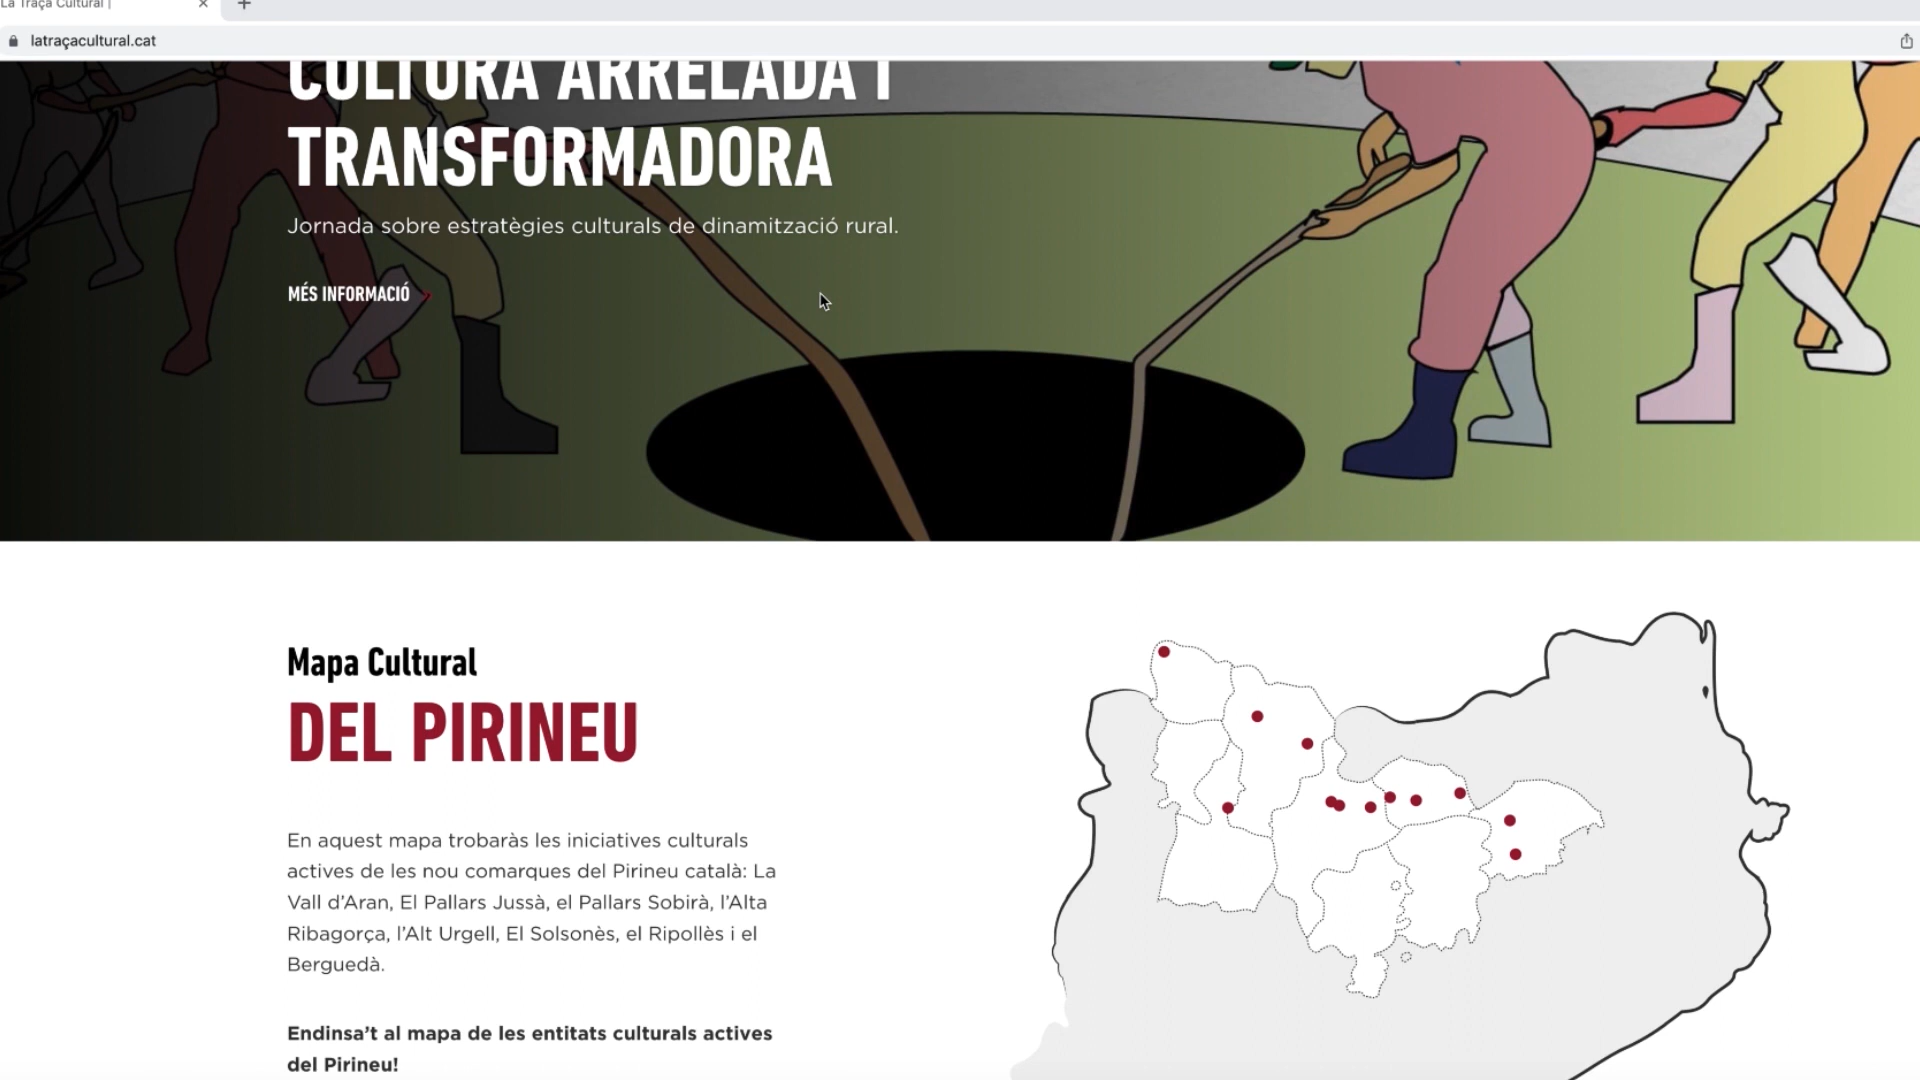 La Traça Cultural |
latraçacultural.cat
CULTURA ARRELADA I
TRANSFORMADORA
Jornada sobre estratègies culturals de dinamització rural.
MÉS INFORMACIÓ
Mapa Cultural
DEL PIRINEU
En aquest mapa trobaràs les iniciatives culturals
actives de les nou comarques del Pirineu català: La
Vall d’Aran, El Pallars Jussà, el Pallars Sobirà, l’Alta
Ribagorça, l’Alt Urgell, El Solsonès, el Ripollès i el
Berguedà.
Endinsa’t al mapa de les entitats culturals actives
del Pirineu!